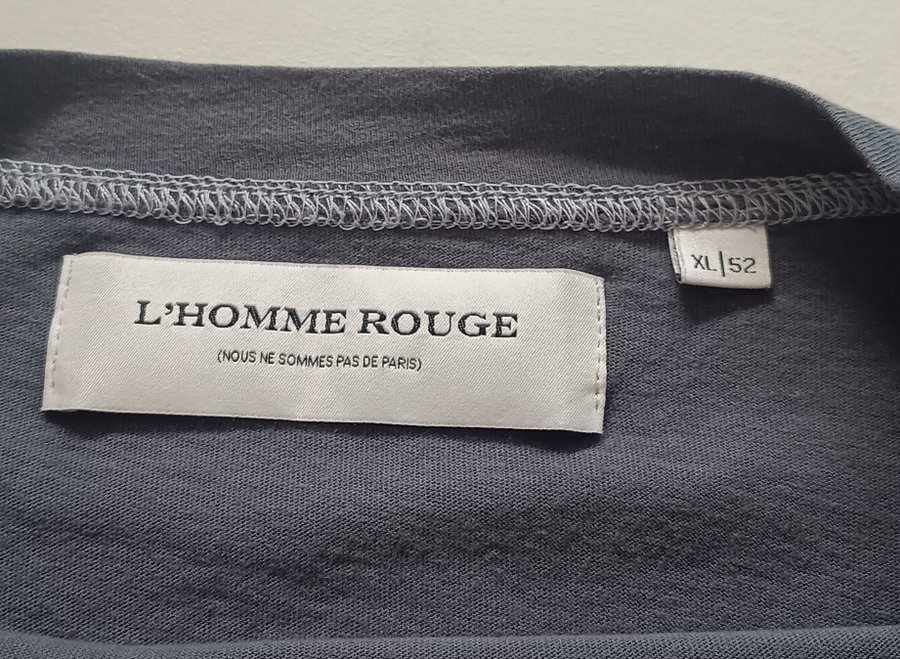 L'HOMME ROUGE
(NOUS NE SOMMES PAS DE PARIS)
XL|52